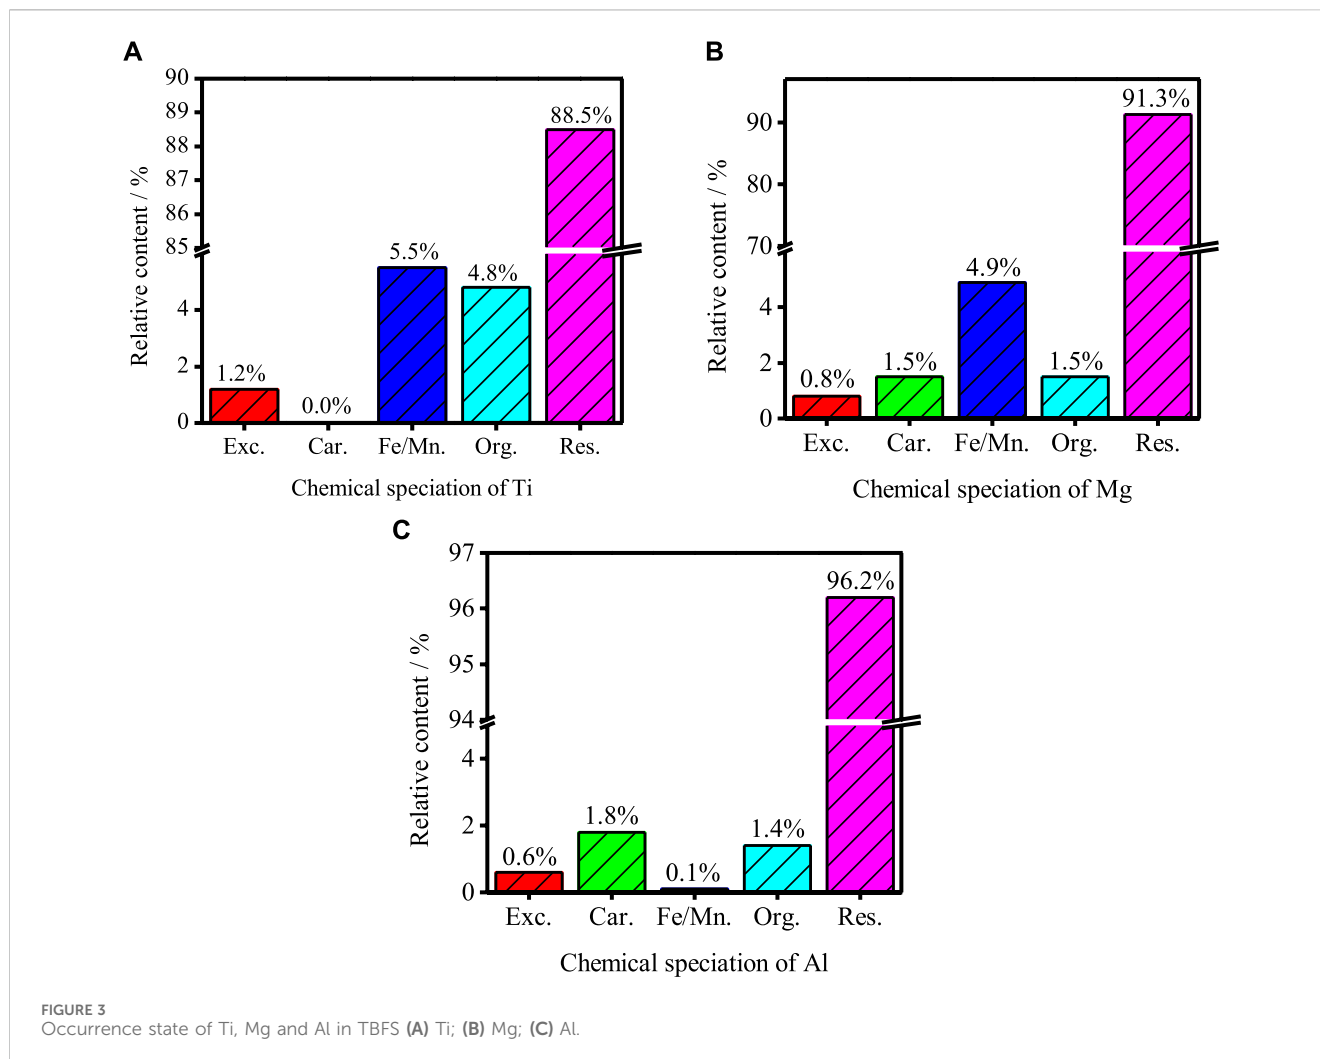 A
Relative content / %
90
89
88
87
86
85
4
2
0
1.2%
0.0%
5.5%
4.8%
88.5%
Exc. Car. Fe/Mn. Org. Res.
Chemical speciation of Ti
B
Relative content / %
90
80
70
4
2
0
0.8%
1.5%
4.9%
1.5%
91.3%
Exc. Car. Fe/Mn. Org. Res.
Chemical speciation of Mg
C
Relative content / %
97
96
95
94
4
2
0
0.6%
1.8%
0.1%
1.4%
96.2%
Exc. Car. Fe/Mn. Org. Res.
Chemical speciation of Al
FIGURE 3
Occurrence state of Ti, Mg and Al in TBFS (A) Ti; (B) Mg; (C) Al.